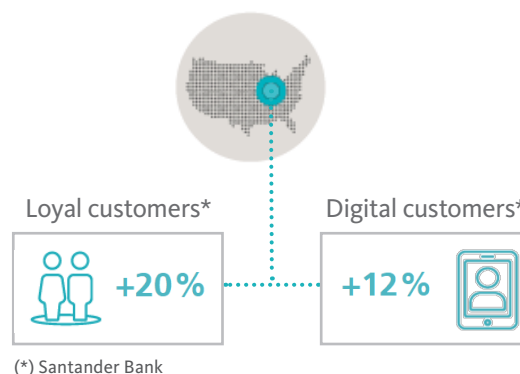 Loyal customers*
Digital customers*
+20%
+12%
(*) Santander Bank